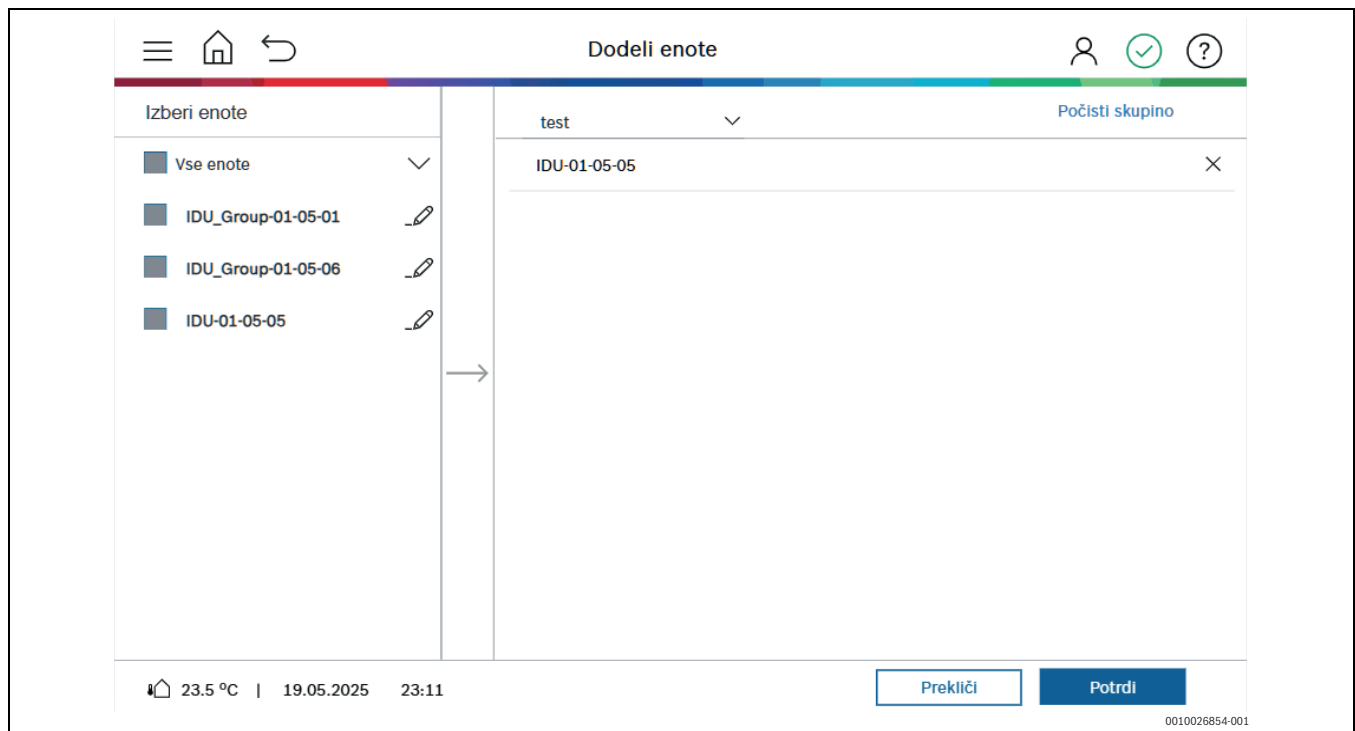 Dodeli enote
Izberi enote
test
Počisti skupino
Vse enote
IDU-01-05-05
IDU_Group-01-05-01
IDU_Group-01-05-06
IDU-01-05-05
23.5 ºC | 19.05.2025 23:11
Prekliči
Potrdi
0010026854-001